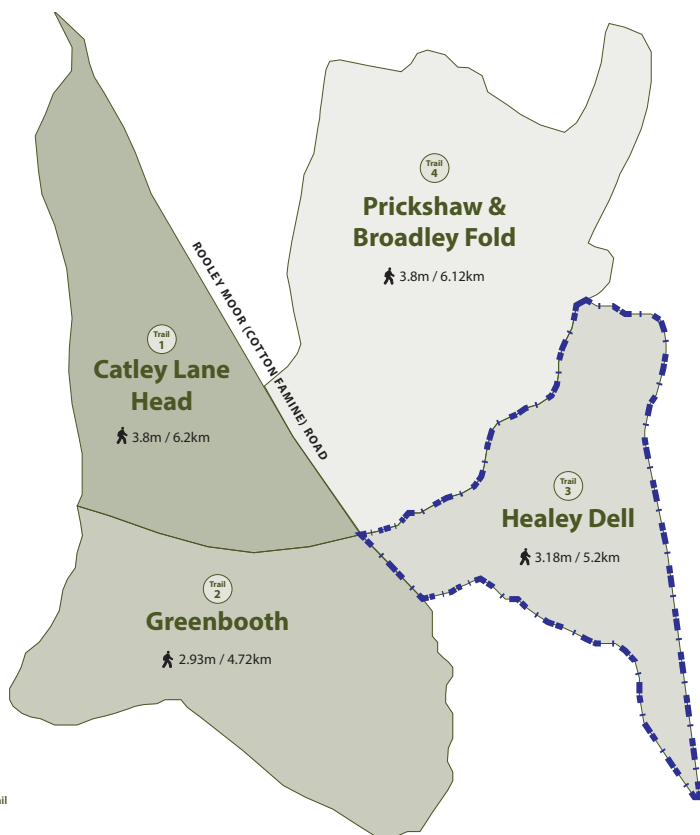 Trail
4
Prickshaw &
Broadley Fold
3.8m / 6.12km
ROOLEY MOOR (COTTON FAMINE) ROAD
Trail
1
Catley Lane
Head
3.8m / 6.2km
Trail
3
Healey Dell
3.18m / 5.2km
Trail
2
Greenbooth
2.93m / 4.72km